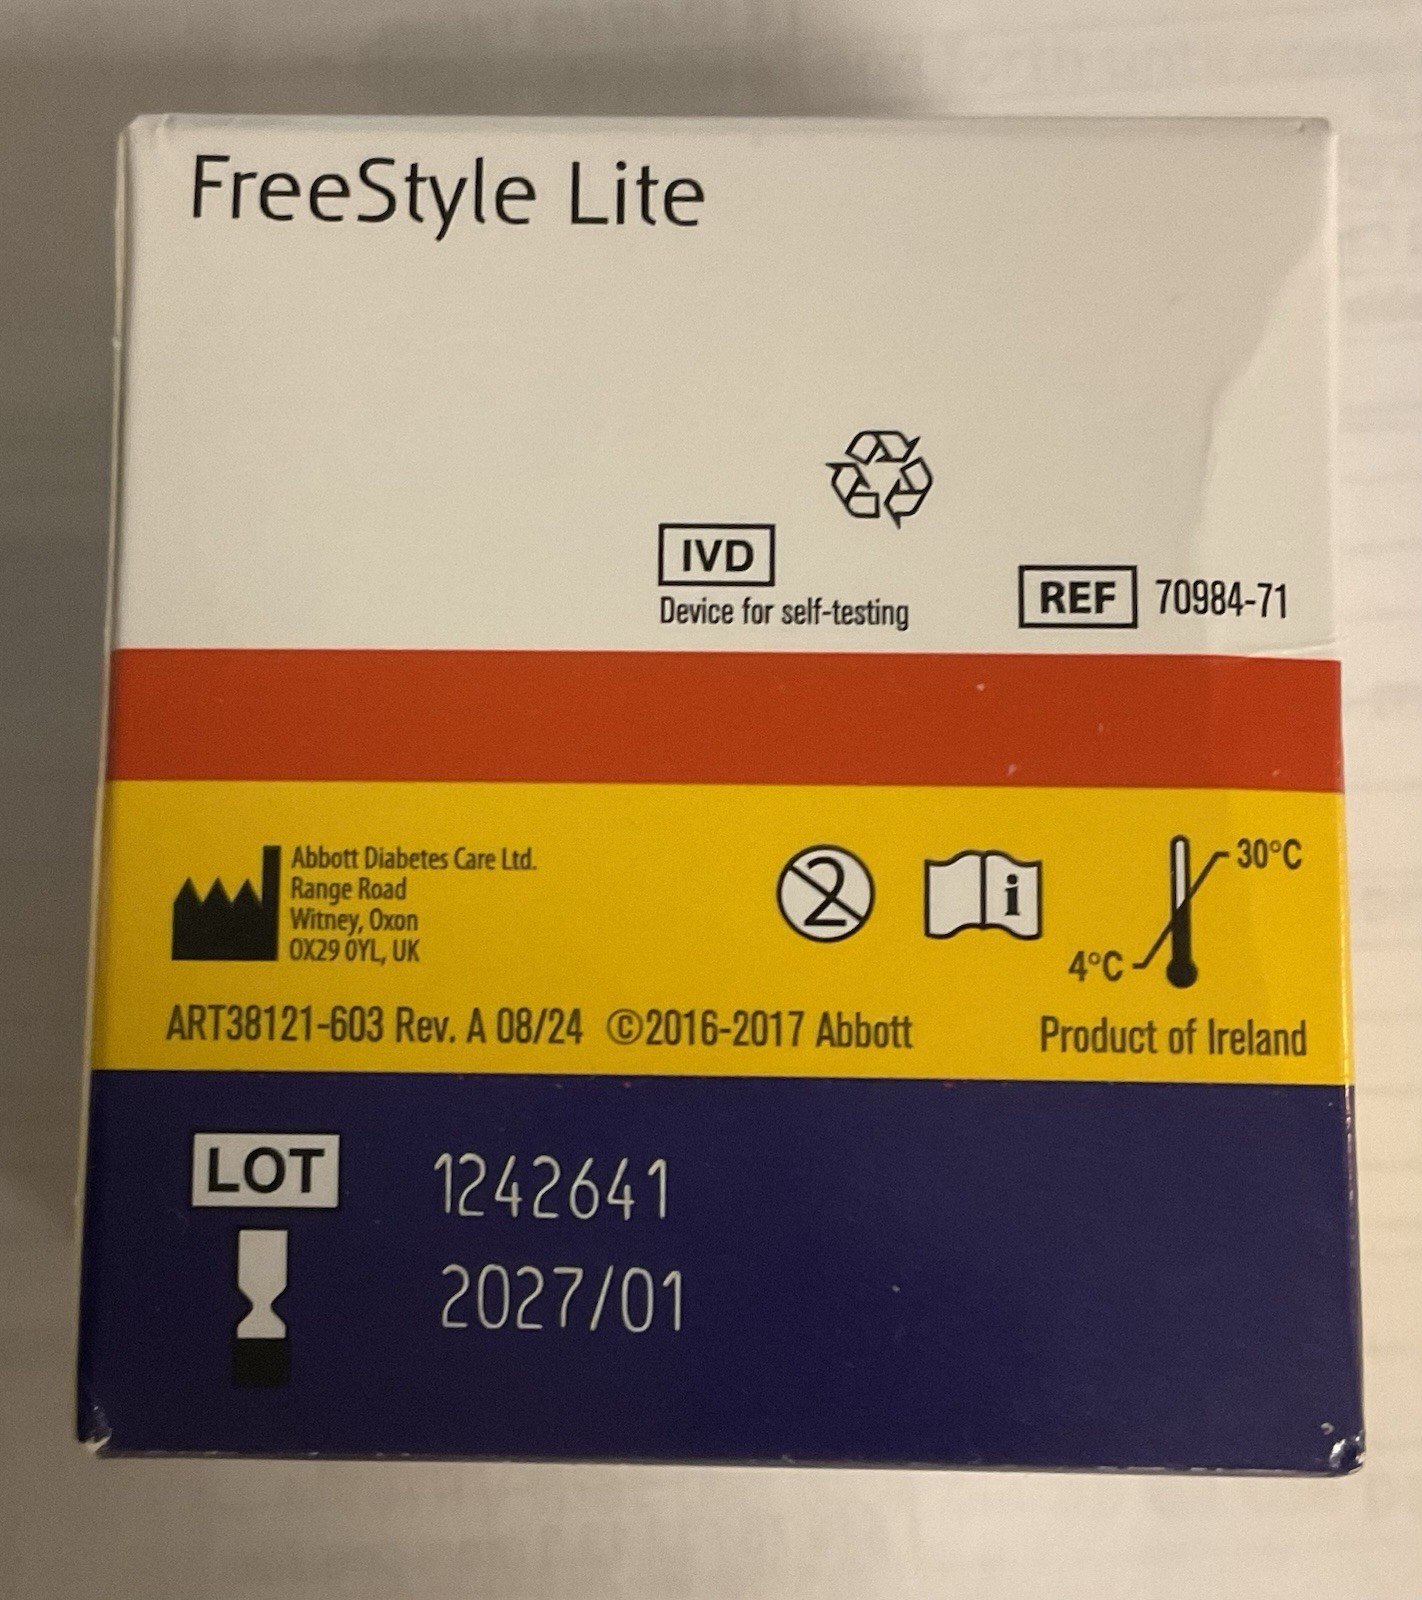 FreeStyle Lite
IVD
Device for self-testing
REF 70984-71
Abbott Diabetes Care Ltd.
Range Road
Witney, Oxon
OX29 0YL, UK
2
i
30°C
4°C
ART38121-603 Rev. A 08/24 ©2016-2017 Abbott
Product of Ireland
LOT 1242641
2027/01